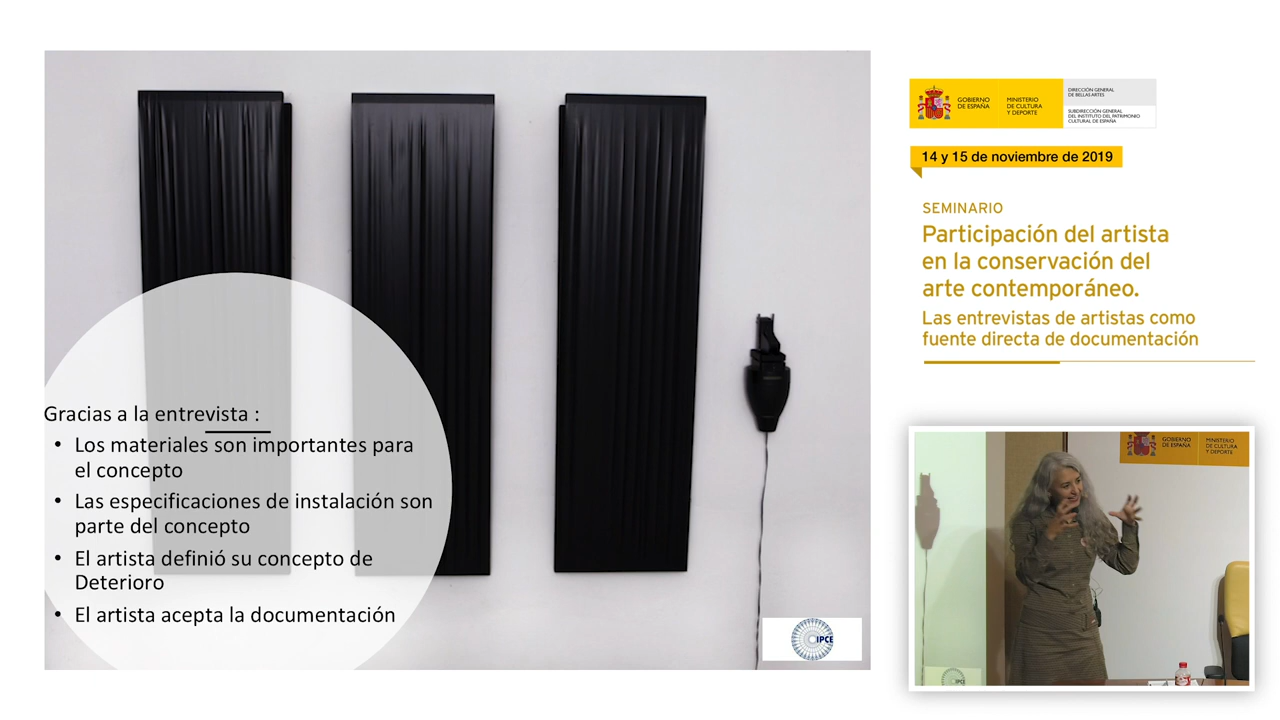 Gracias a la entrevista :
• Los materiales son importantes para
el concepto
• Las especificaciones de instalación son
parte del concepto
• El artista definió su concepto de
Deterioro
• El artista acepta la documentación
IPCE
GOBIERNO
DE ESPAÑA
MINISTERIO
DE CULTURA
Y DEPORTE
DIRECCIÓN GENERAL
DE BELLAS ARTES
SUBDIRECCIÓN GENERAL
DEL INSTITUTO DEL PATRIMONIO
CULTURAL DE ESPAÑA
14 y 15 de noviembre de 2019
SEMINARIO
Participación del artista
en la conservación del
arte contemporáneo.
Las entrevistas de artistas como
fuente directa de documentación
GOBIERNO
DE ESPAÑA
MINISTERIO
DE CULTURA
Y DEPORTE